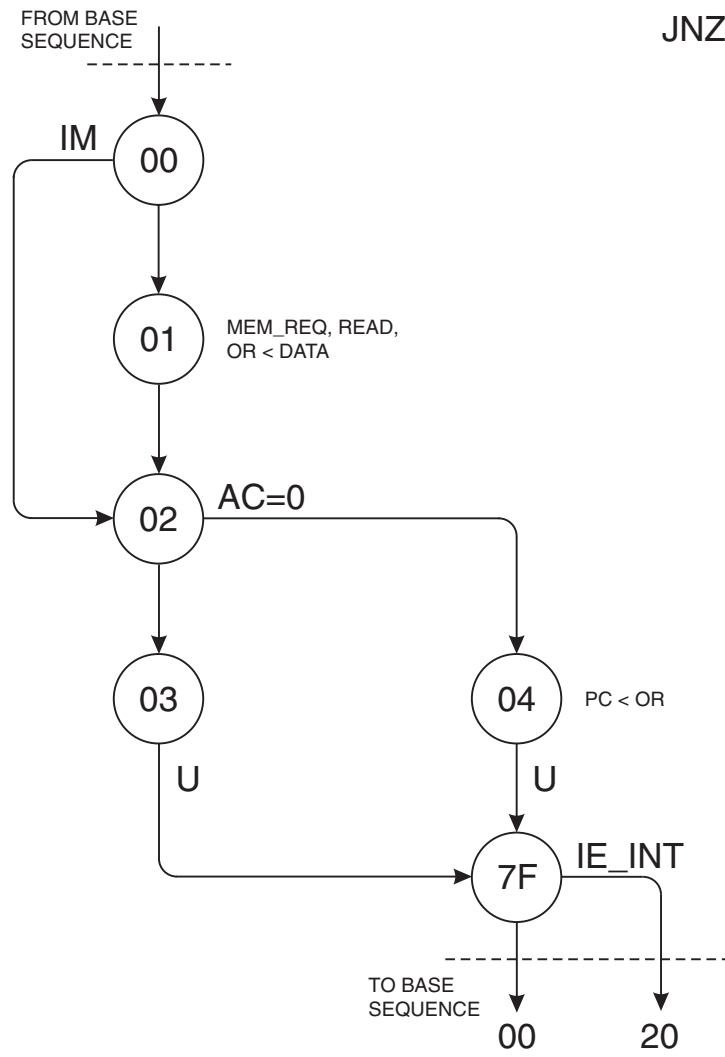 FROM BASE
SEQUENCE
JNZ
IM
00
01
MEM_REQ, READ,
OR < DATA
02
AC=0
03
04
PC < OR
U
U
7F
IE_INT
TO BASE
SEQUENCE
00
20